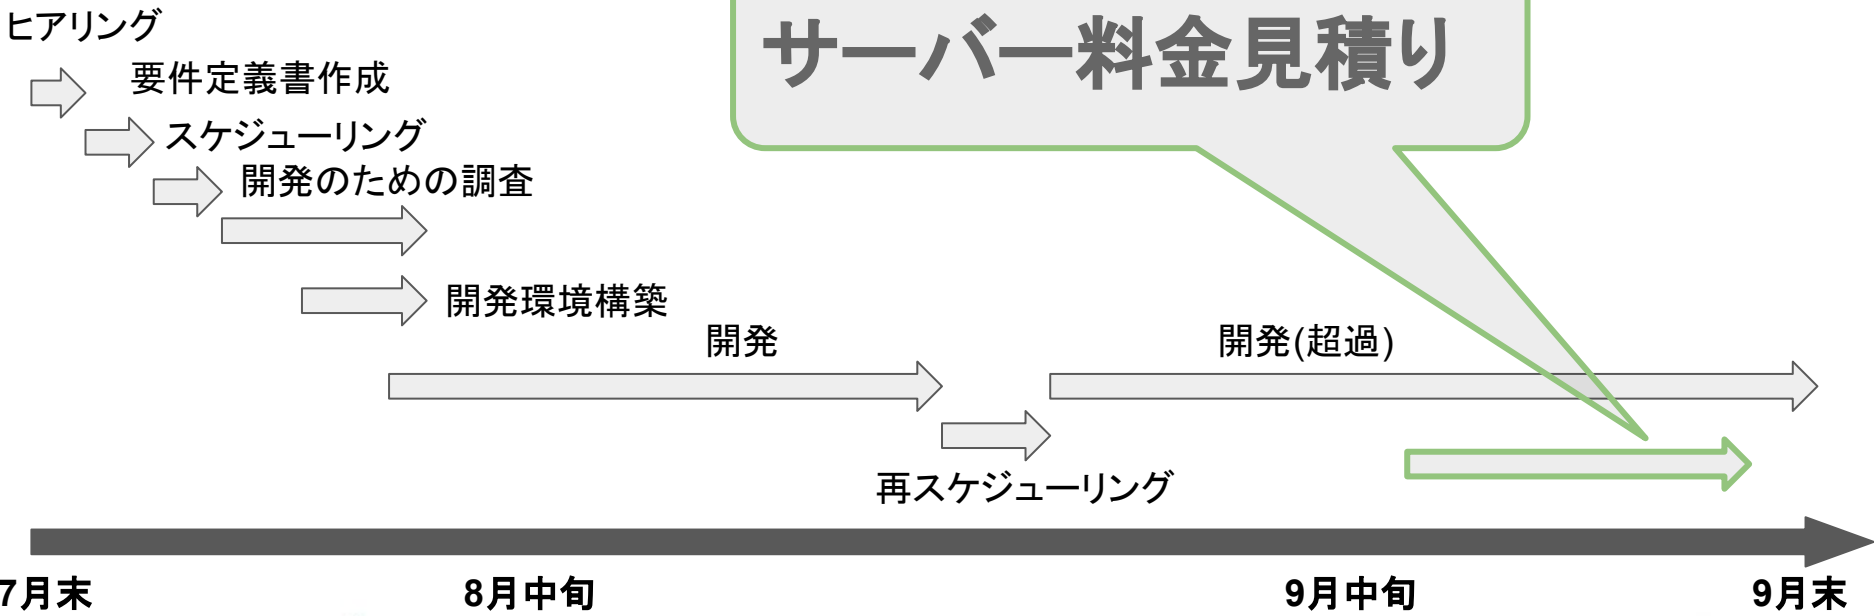 ヒアリング
サーバー料金見積り
要件定義書作成
スケジューリング
開発のための調査
開発環境構築
開発
開発(超過)
再スケジューリング
7月末
8月中旬
9月中旬
9月末